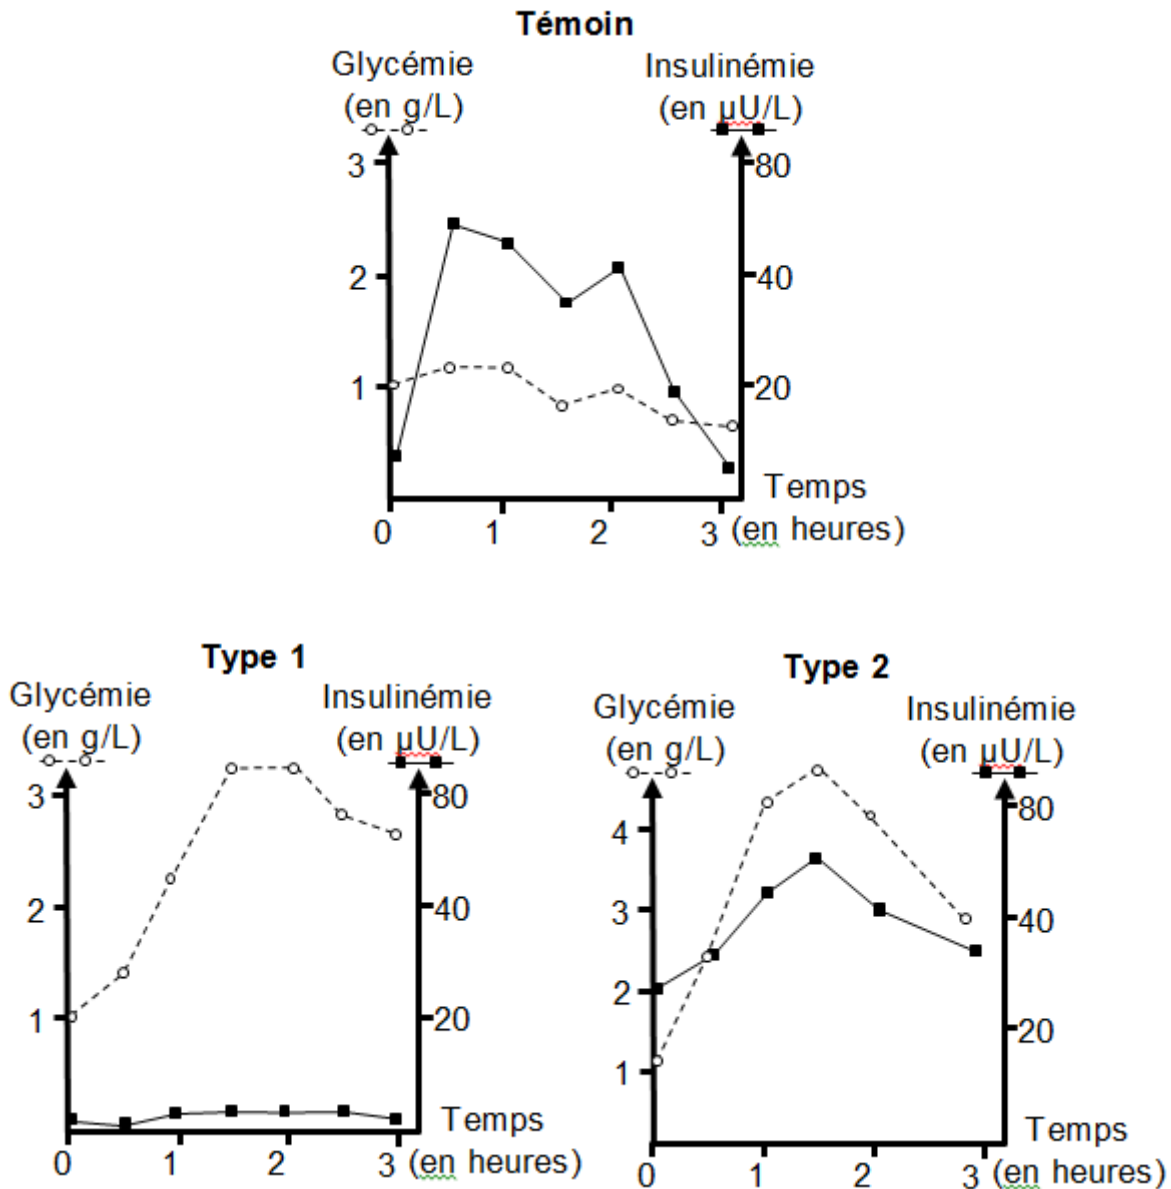 Témoin
Glycémie
(en g/L)
Insulinémie
(en µU/L)
3
2
1
80
40
20
0
1
2
3
Temps
(en heures)
Type 1
Glycémie
(en g/L)
Insulinémie
(en µU/L)
3
2
1
80
40
20
0
1
2
3
Temps
(en heures)
Type 2
Glycémie
(en g/L)
Insulinémie
(en µU/L)
4
3
2
1
80
40
20
0
1
2
3
Temps
(en heures)